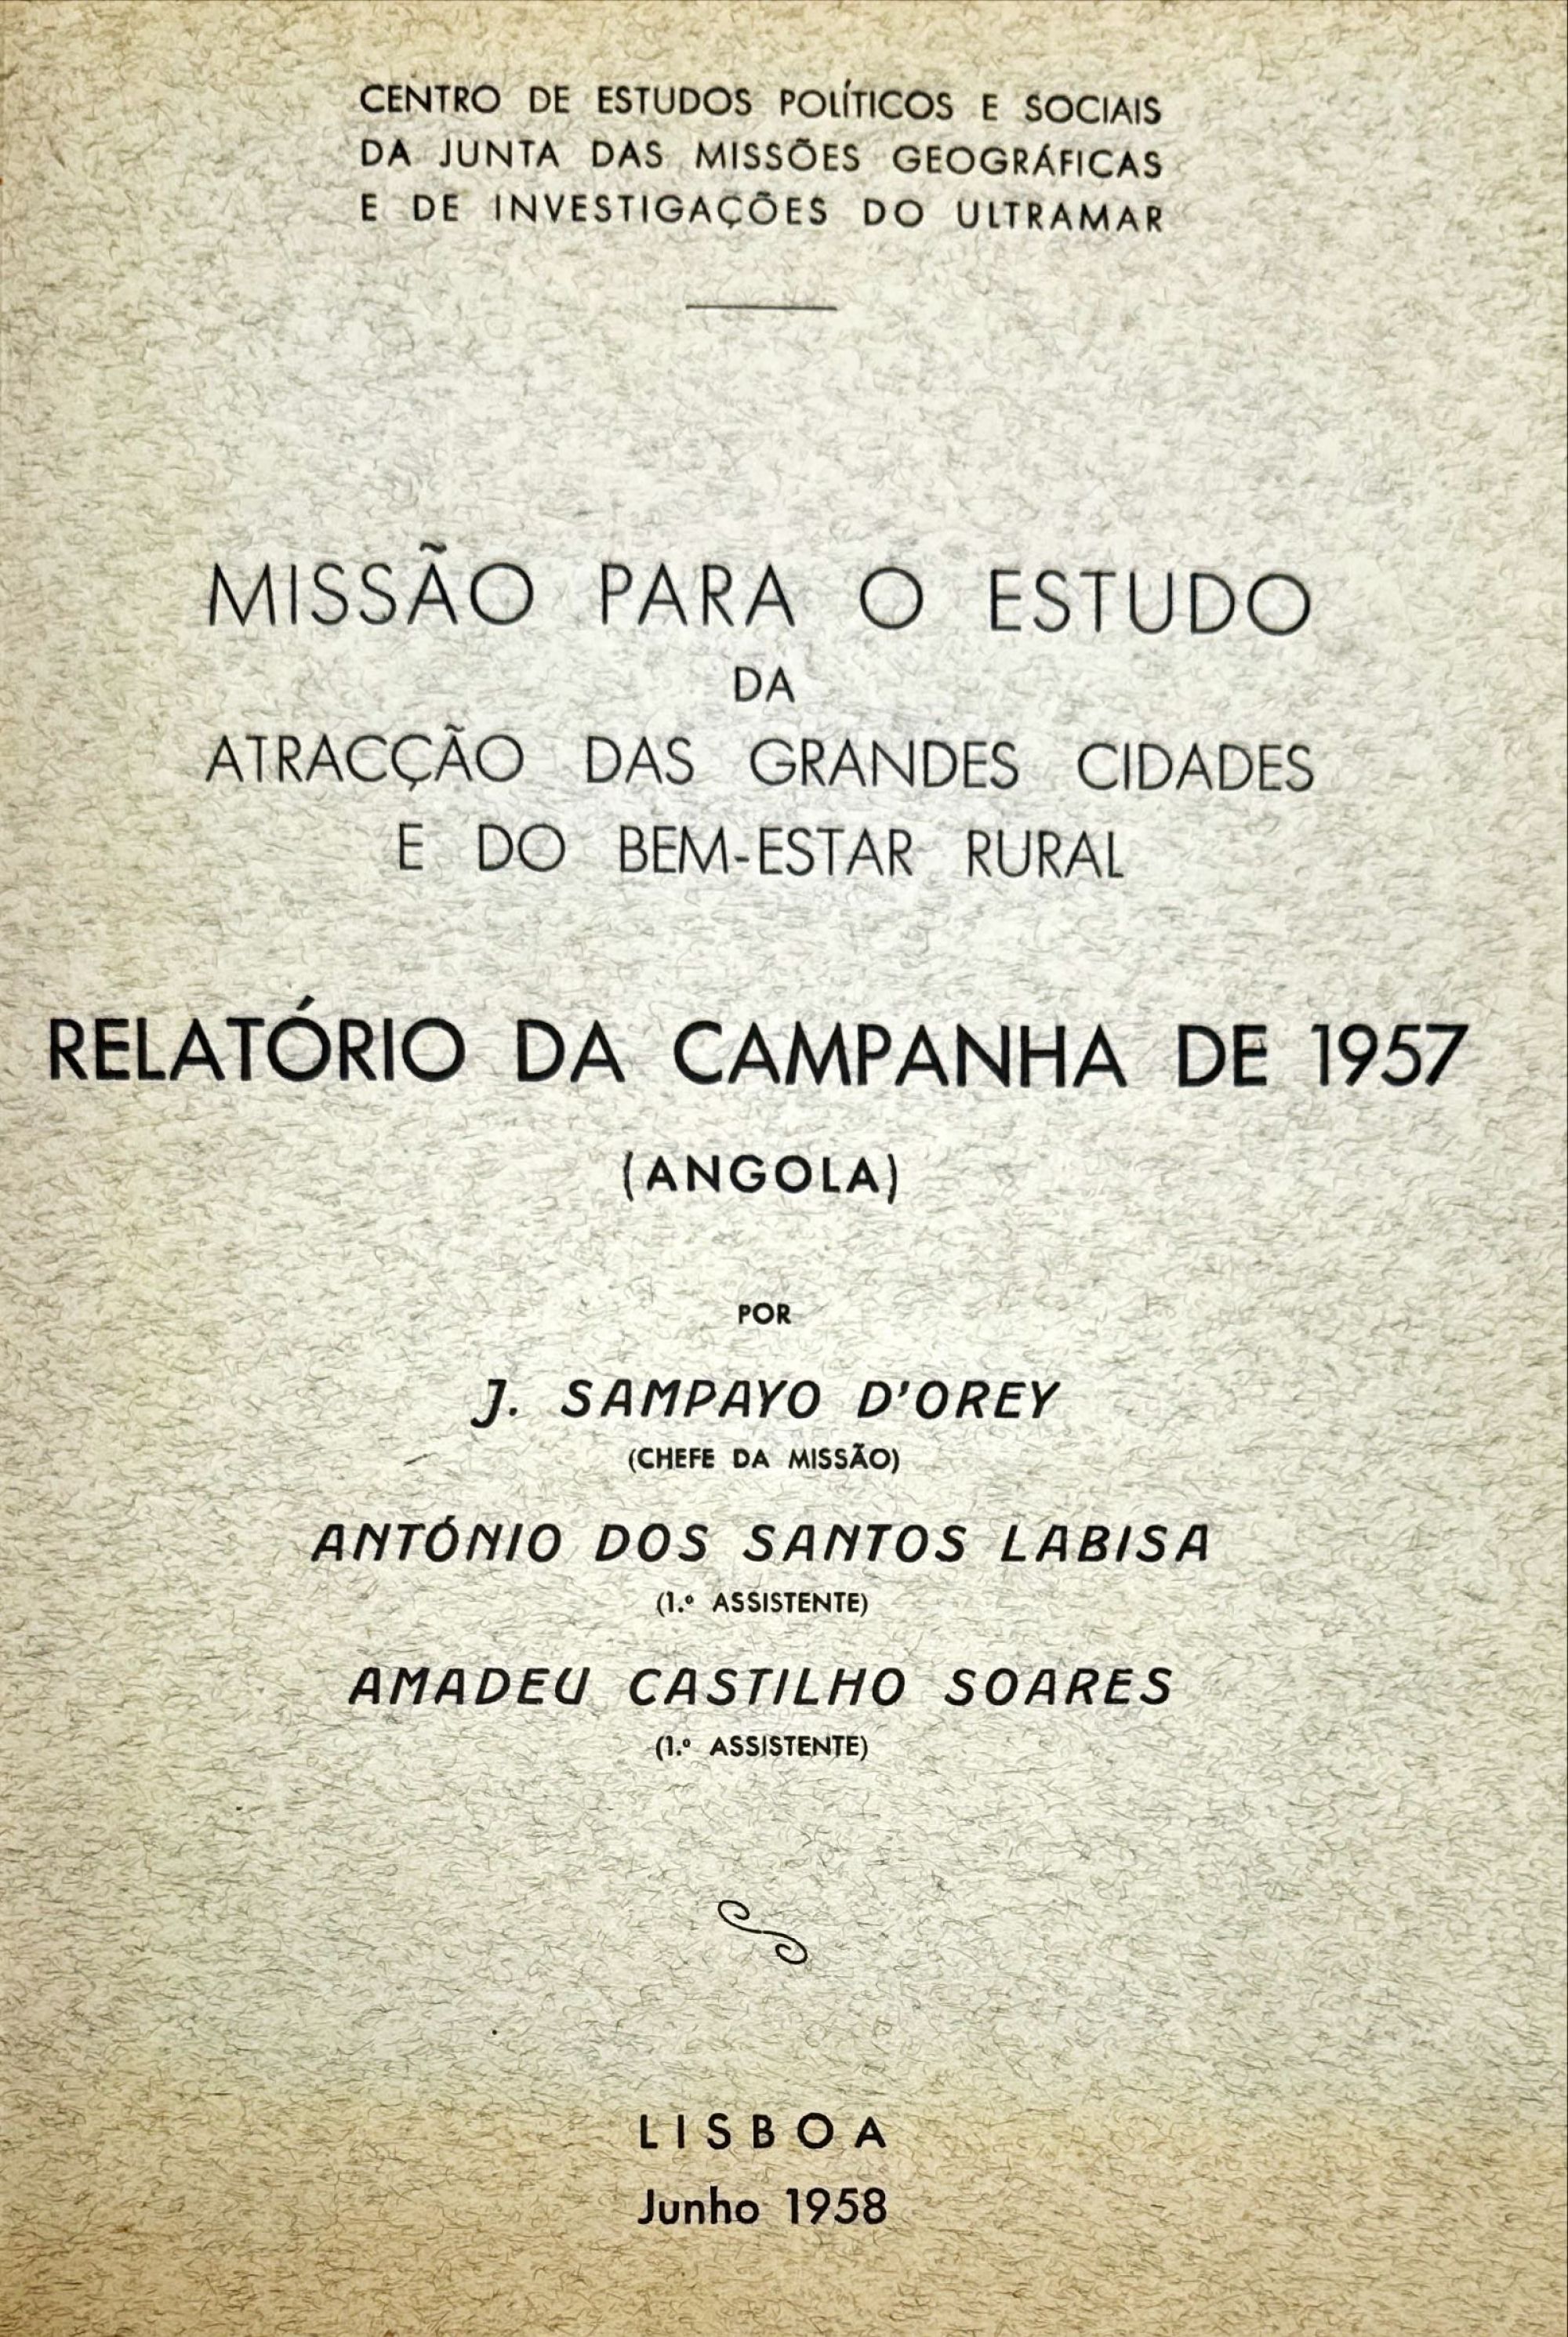 CENTRO DE ESTUDOS POLÍTICOS E SOCIAIS
DA JUNTA DAS MISSÕES GEOGRÁFICAS
E DE INVESTIGAÇÕES DO ULTRAMAR
MISSÃO PARA O ESTUDO
DA
ATRACÇÃO DAS GRANDES CIDADES
E DO BEM-ESTAR RURAL
RELATÓRIO DA CAMPANHA DE 1957
(ANGOLA)
POR
J. SAMPAYO D'OREY
(CHEFE DA MISSÃO)
ANTÓNIO DOS SANTOS LABISA
(1.º ASSISTENTE)
AMADEU CASTILHO SOARES
(1.º ASSISTENTE)
LISBOA
Junho 1958